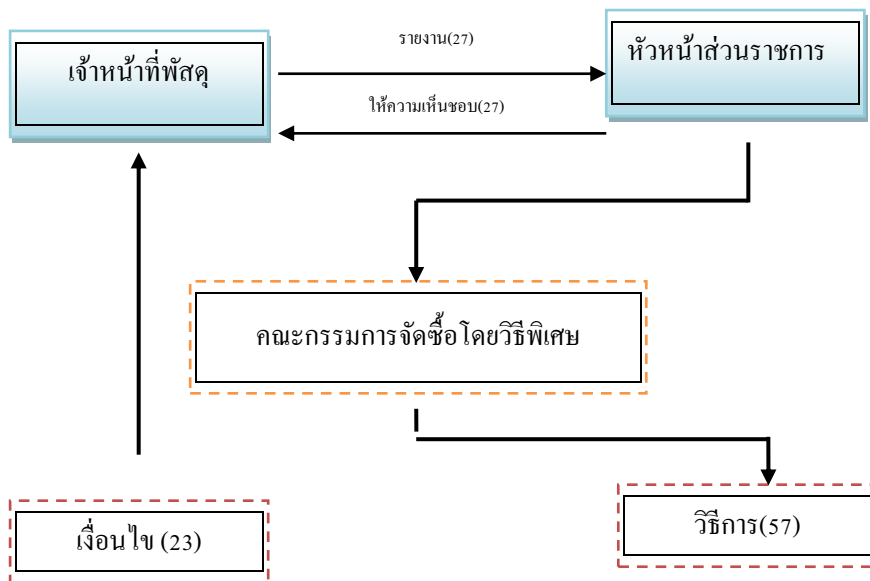 รายงาน(27)
หัวหน้าส่วนราชการ
เจ้าหน้าที่พัสดุ
ให้ความเห็นชอบ(27)
คณะกรรมการจัดซื้อโดยวิธีพิเศษ
วิธีการ(57)
เงื่อนไข (23)